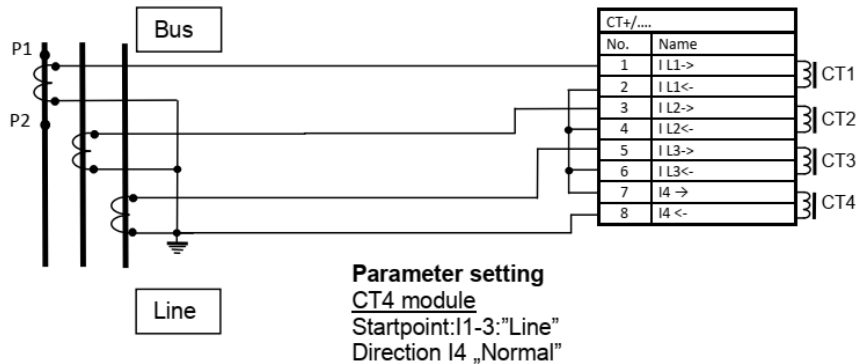 Bus
P1
P2
Line
CT+/....
No. Name
1 I L1->
2 I L1<-
3 I L2->
4 I L2<-
5 I L3->
6 I L3<-
7 I4 →
8 I4 <-
CT1
CT2
CT3
CT4
Parameter setting
CT4 module
Startpoint:I1-3:”Line”
Direction I4 „Normal”